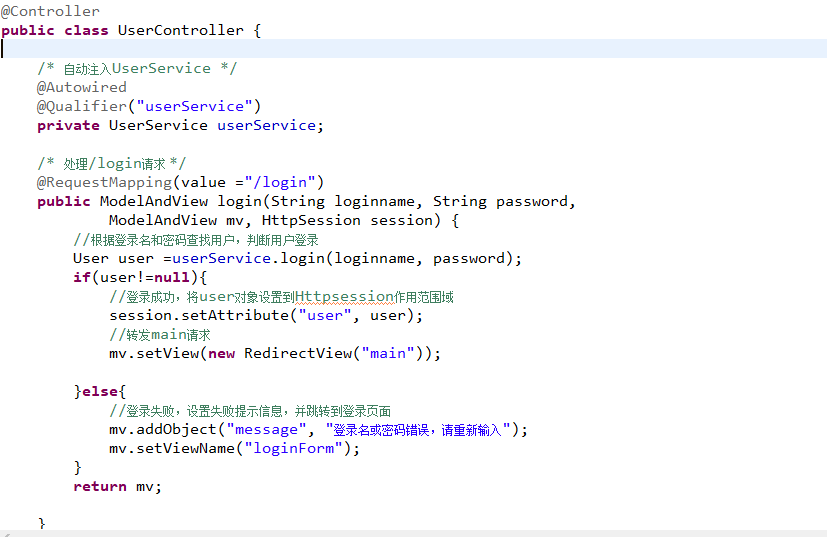 @Controller
public class UserController {
/* 自动注入UserService */
@Autowired
@Qualifier("userService")
private UserService userService;
/* 处理/login请求 */
@RequestMapping(value ="/login")
public ModelAndView login(String loginname, String password,
ModelAndView mv, HttpSession session) {
//根据登录名和密码查找用户，判断用户登录
User user =userService.login(loginname, password);
if(user!=null){
//登录成功，将user对象设置到Httpsession作用范围域
session.setAttribute("user", user);
//转发main请求
mv.setView(new RedirectView("main"));
}else{
//登录失败，设置失败提示信息，并跳转到登录页面
mv.addObject("message", "登录名或密码错误，请重新输入");
mv.setViewName("loginForm");
}
return mv;
}